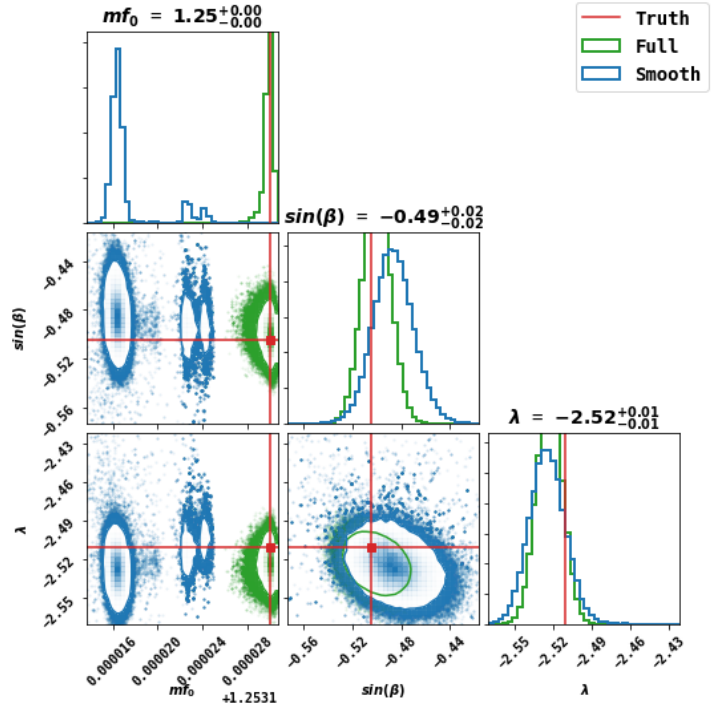 mf₀ = 1.25⁺⁰·⁰⁰₋₀.₀₀
Truth
Full
Smooth
sin(β) = −0.49⁺⁰·⁰²₋₀.₀₂
−0.44
−0.48
−0.52
−0.56
sin(β)
λ = −2.52⁺⁰·⁰¹₋₀.₀₁
−2.43
−2.46
−2.49
−2.52
−2.55
λ
0.000016
0.000020
0.000024
0.000028
+1.2531
mf₀
−0.56
−0.52
−0.48
−0.44
sin(β)
−2.55
−2.52
−2.49
−2.46
−2.43
λ